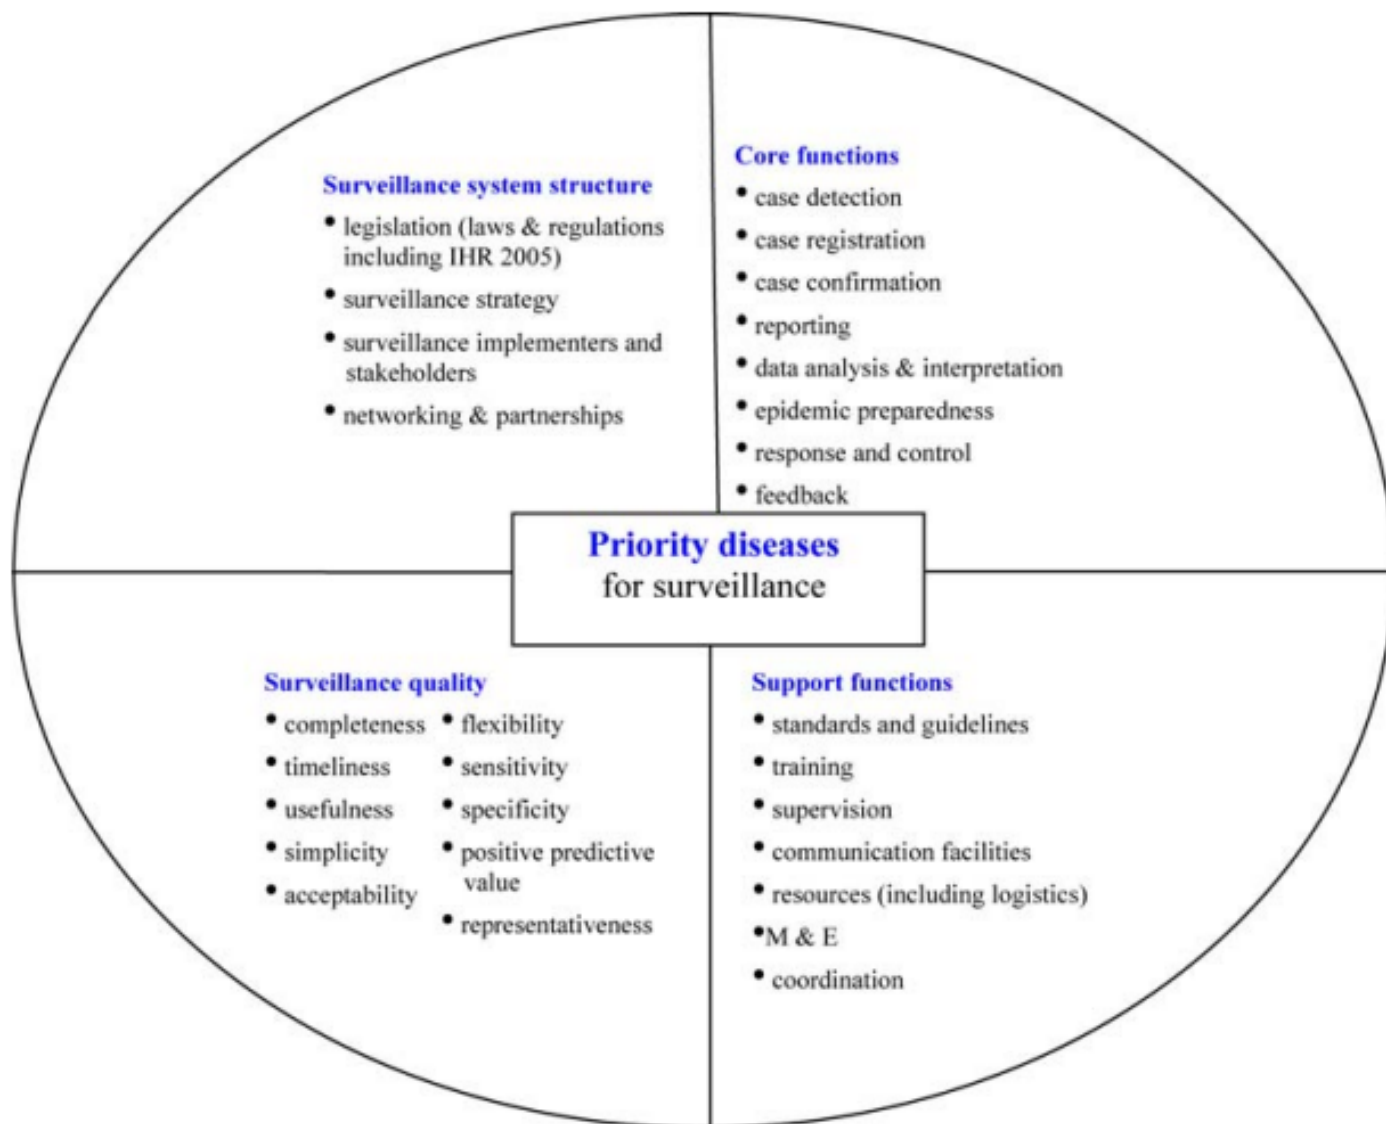 Surveillance system structure
• legislation (laws & regulations
including IHR 2005)
• surveillance strategy
• surveillance implementers and
stakeholders
• networking & partnerships
Core functions
• case detection
• case registration
• case confirmation
• reporting
• data analysis & interpretation
• epidemic preparedness
• response and control
• feedback
Priority diseases
for surveillance
Surveillance quality
• completeness
• timeliness
• usefulness
• simplicity
• acceptability
• flexibility
• sensitivity
• specificity
• positive predictive
value
• representativeness
Support functions
• standards and guidelines
• training
• supervision
• communication facilities
• resources (including logistics)
•M & E
• coordination